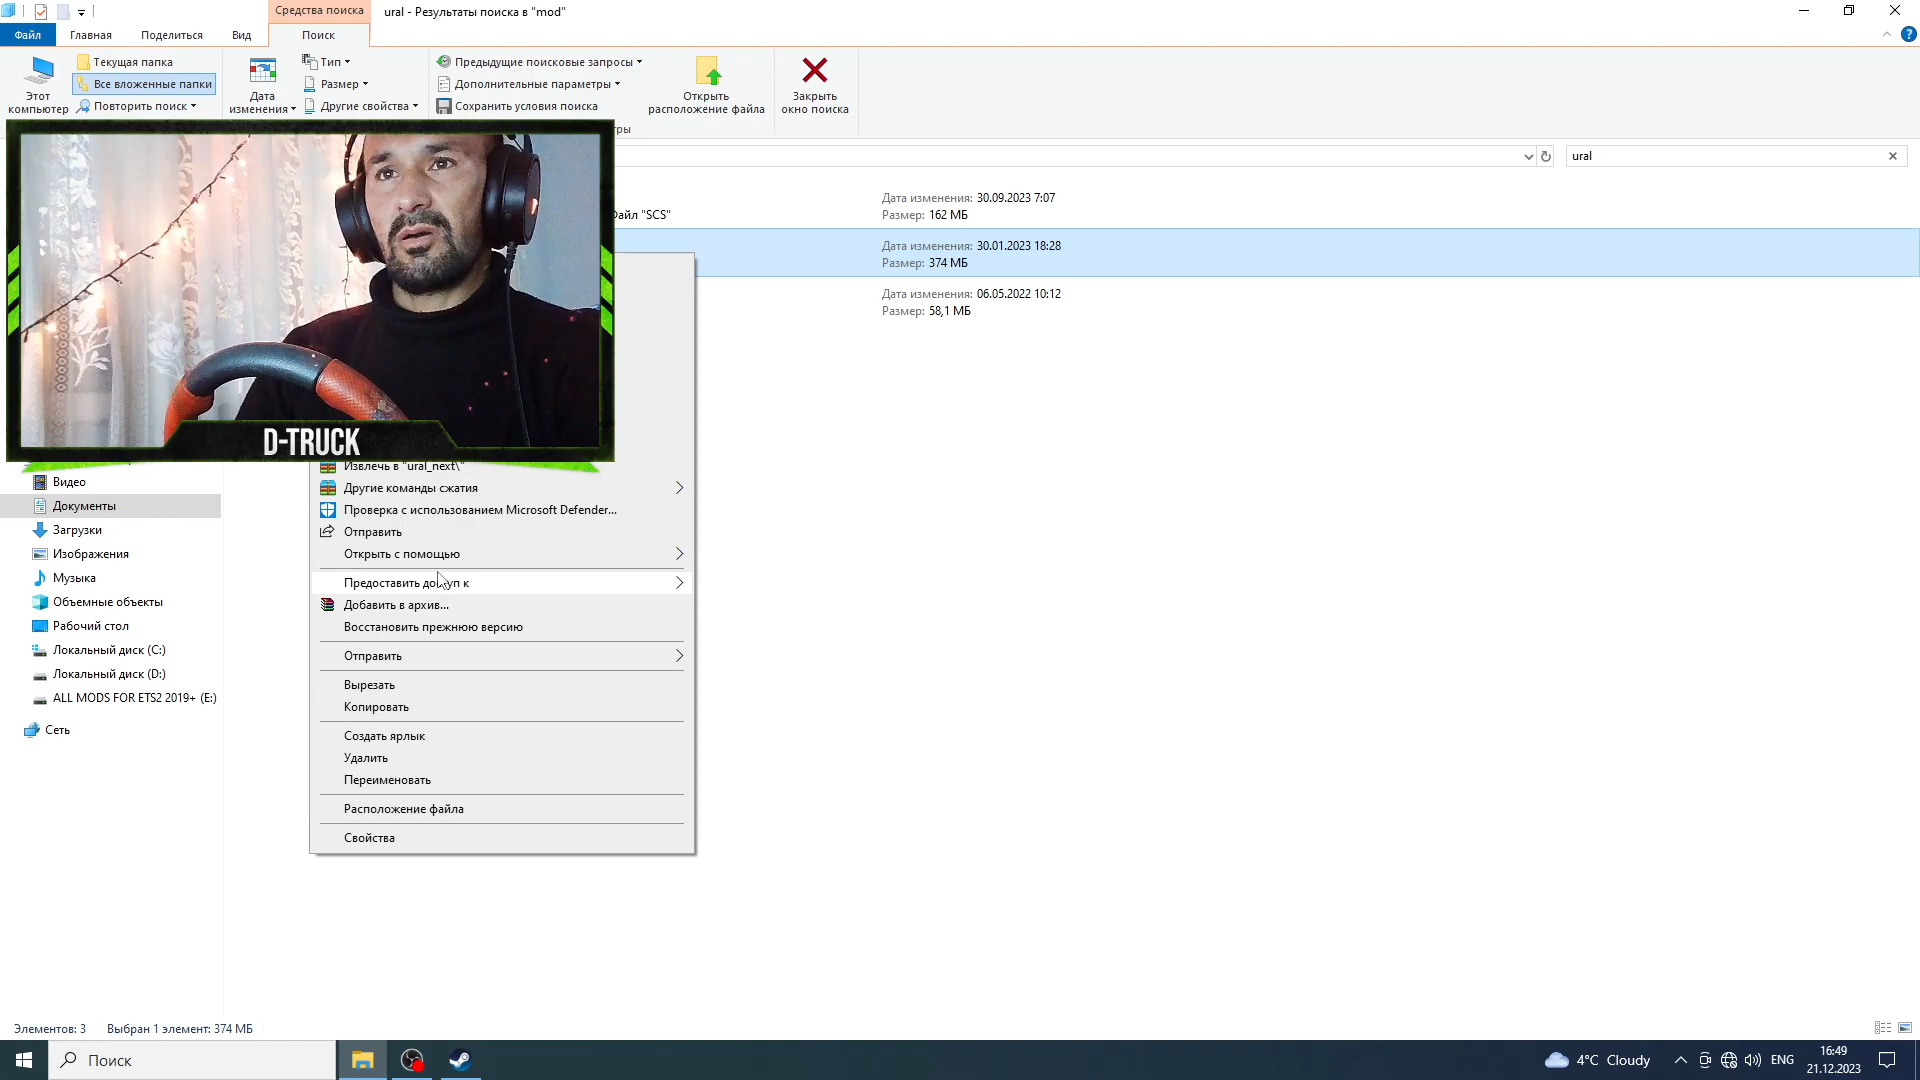 Средства поиска
ural - Результаты поиска в "mod"
Файл
Главная
Поделиться
Вид
Поиск
Этот
компьютер
Текущая папка
Все вложенные папки
Повторить поиск
Дата
изменения
Тип
Размер
Другие свойства
Предыдущие поисковые запросы
Дополнительные параметры
Сохранить условия поиска
Открыть
расположение файла
Закрыть
окно поиска
ural
Дата изменения: 30.09.2023 7:07
Файл "SCS"
Размер: 162 МБ
Дата изменения: 30.01.2023 18:28
Размер: 374 МБ
Дата изменения: 06.05.2022 10:12
Размер: 58,1 МБ
D-TRUCK
Извлечь в "ural_next\"
Другие команды сжатия
Проверка с использованием Microsoft Defender...
Отправить
Открыть с помощью
Предоставить доступ к
Добавить в архив...
Восстановить прежнюю версию
Отправить
Вырезать
Копировать
Создать ярлык
Удалить
Переименовать
Расположение файла
Свойства
Видео
Документы
Загрузки
Изображения
Музыка
Объемные объекты
Рабочий стол
Локальный диск (C:)
Локальный диск (D:)
ALL MODS FOR ETS2 2019+ (E:)
Сеть
Элементов: 3
Выбран 1 элемент: 374 МБ
Поиск
4°C Cloudy
ENG
16:49
21.12.2023